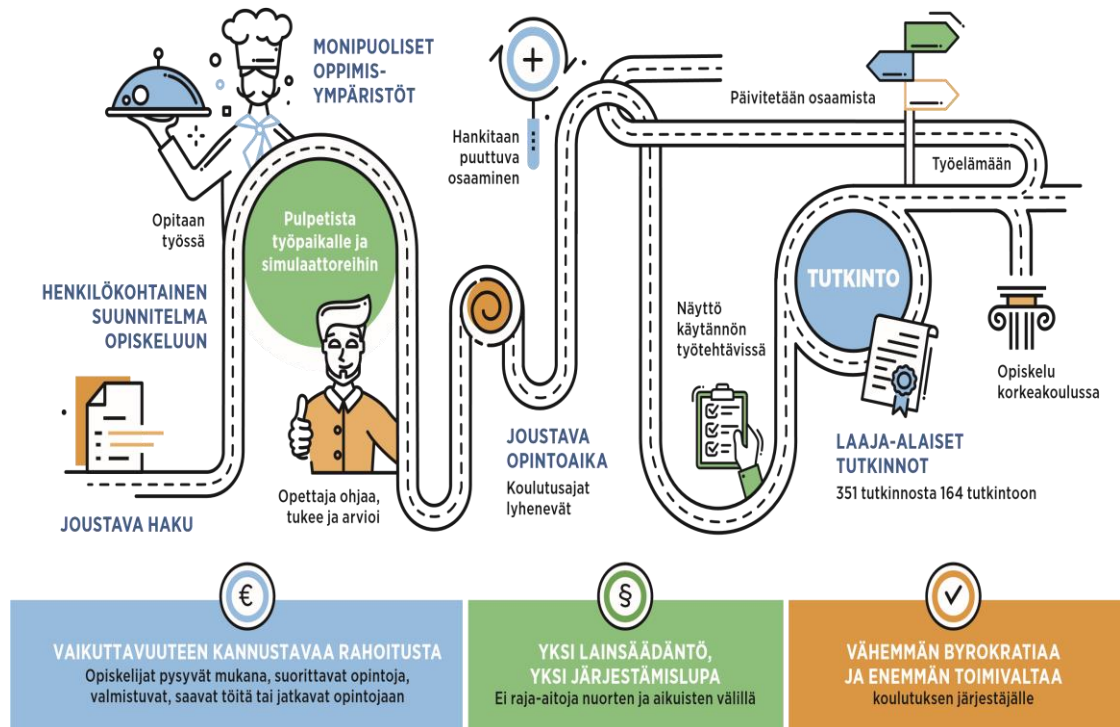 MONIPUOLISET
OPPIMIS-
YMPÄRISTÖT
Opitaan
työssä
Pulpetista
työpaikalle ja
simulaattoreihin
HENKILÖKOHTAINEN
SUUNNITELMA
OPISKELUUN
JOUSTAVA HAKU
Opettaja ohjaa,
tukee ja arvioi
Hankitaan
puuttuva
osaaminen
JOUSTAVA
OPINTOAIKA
Koulutusajat
lyhenevät
Päivitetään osaamista
Työelämään
TUTKINTO
Näyttö
käytännön
työtehtävissä
Opiskelu
korkeakoulussa
LAAJA-ALAISET
TUTKINNOT
351 tutkinnosta 164 tutkintoon
€
VAIKUTTAVUUTEEN KANNUSTAVAA RAHOITUSTA
Opiskelijat pysyvät mukana, suorittavat opintoja,
valmistuvat, saavat töitä tai jatkavat opintojaan
§
YKSI LAINSÄÄDÄNTÖ,
YKSI JÄRJESTÄMISLUPA
Ei raja-aitoja nuorten ja aikuisten välillä
VÄHEMMÄN BYROKRATIAA
JA ENEMMÄN TOIMIVALTAA
koulutuksen järjestäjälle